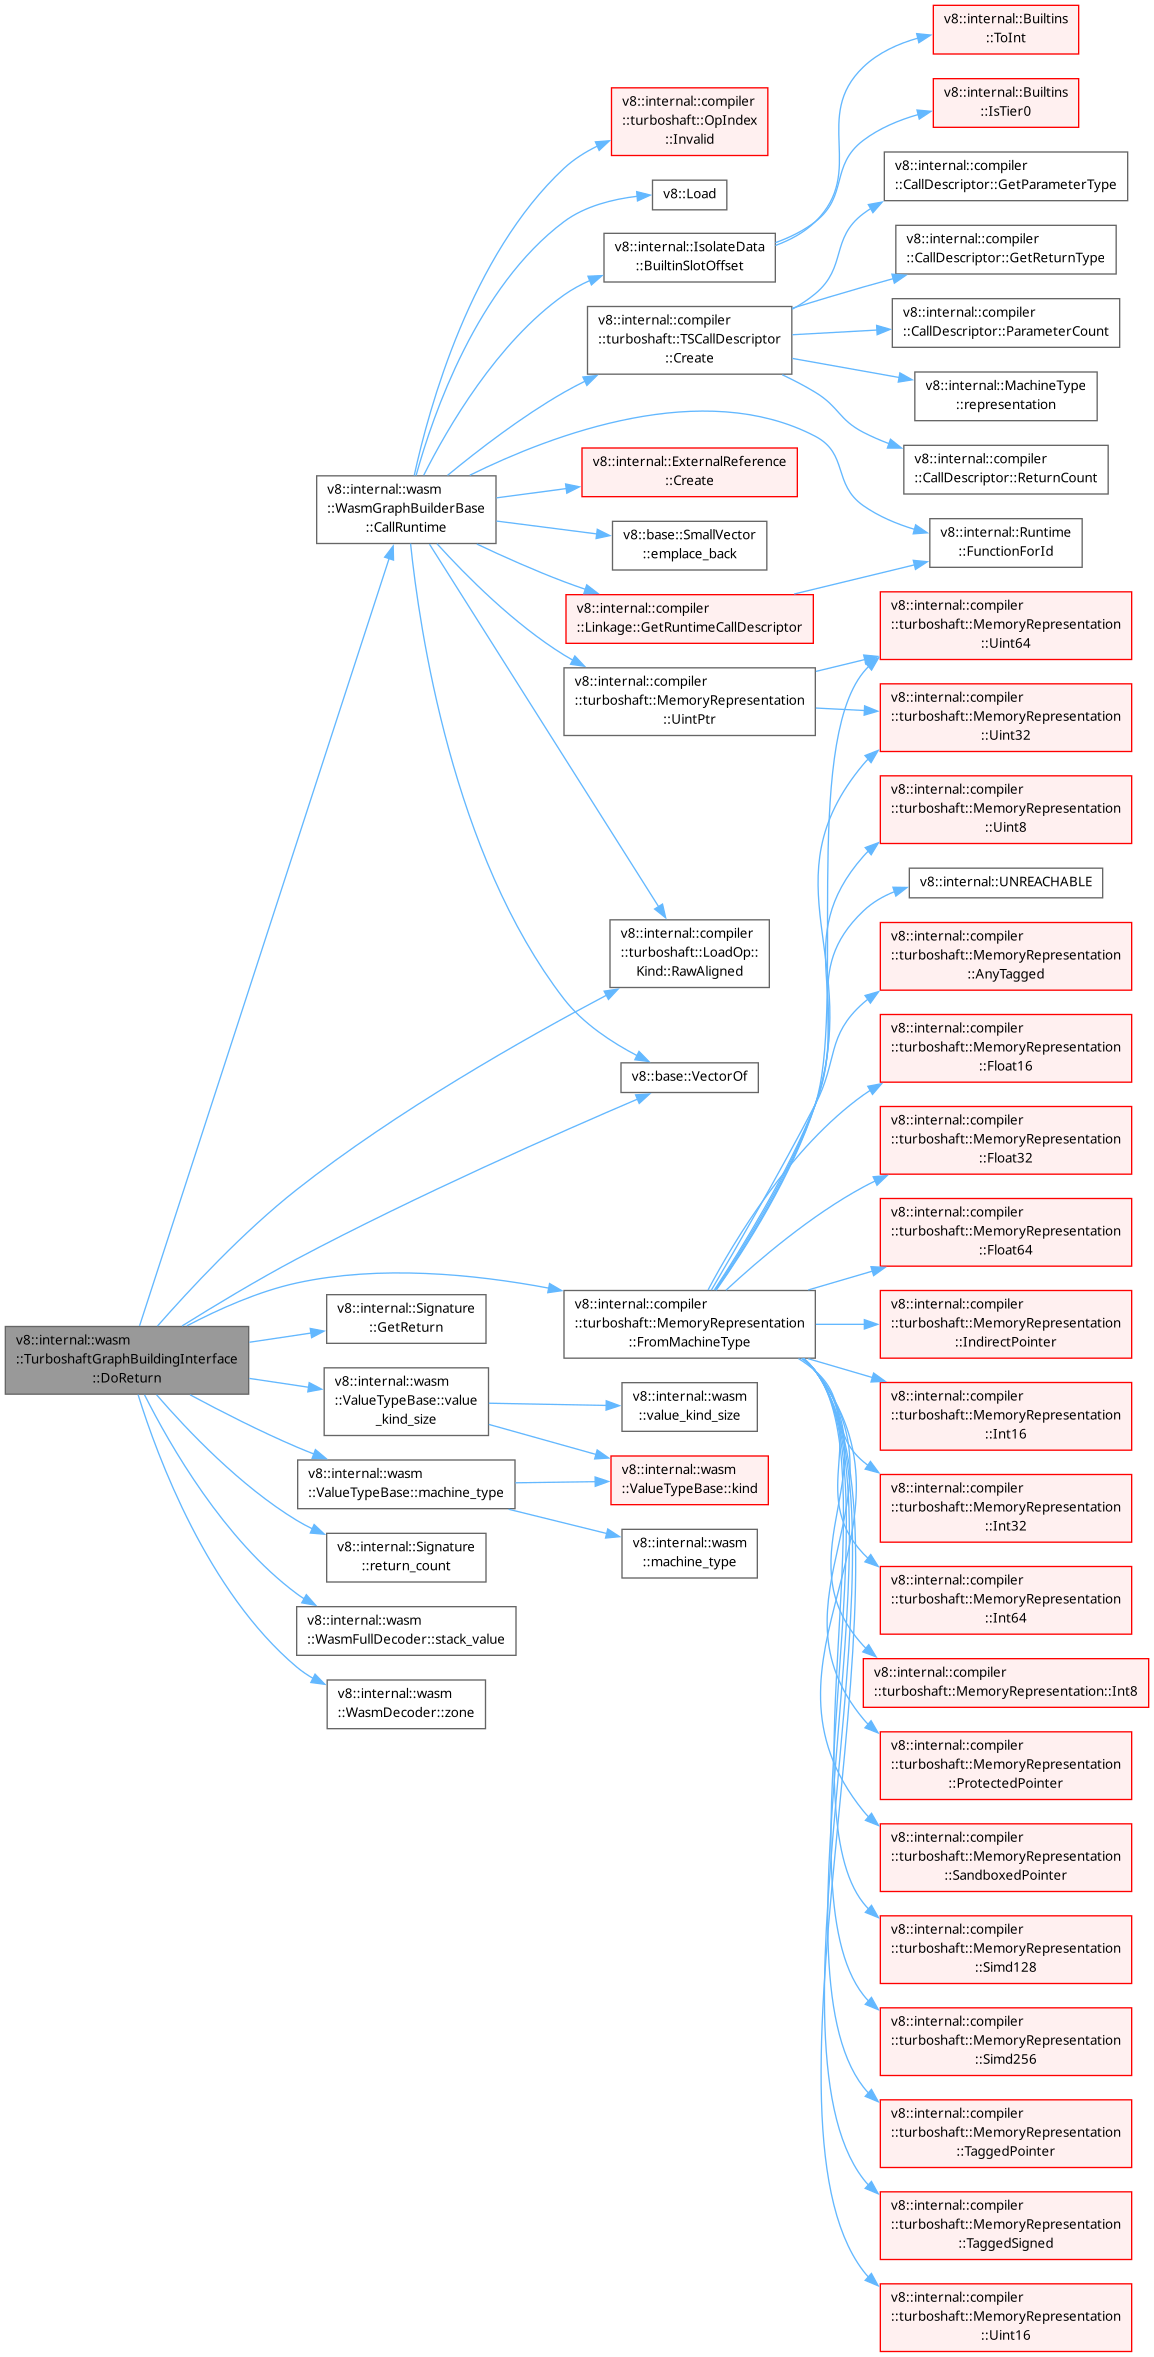 v8::internal::wasm
::TurboshaftGraphBuildingInterface
::DoReturn
v8::internal::wasm
::WasmGraphBuilderBase
::CallRuntime
v8::internal::Signature
::GetReturn
v8::internal::wasm
::ValueTypeBase::value
_kind_size
v8::internal::wasm
::ValueTypeBase::machine_type
v8::internal::Signature
::return_count
v8::internal::wasm
::WasmFullDecoder::stack_value
v8::internal::wasm
::WasmDecoder::zone
v8::internal::compiler
::turboshaft::OpIndex
::Invalid
v8::Load
v8::internal::IsolateData
::BuiltinSlotOffset
v8::internal::compiler
::turboshaft::TSCallDescriptor
::Create
v8::internal::ExternalReference
::Create
v8::base::SmallVector
::emplace_back
v8::internal::compiler
::Linkage::GetRuntimeCallDescriptor
v8::internal::compiler
::turboshaft::MemoryRepresentation
::UintPtr
v8::internal::compiler
::turboshaft::LoadOp::
Kind::RawAligned
v8::base::VectorOf
v8::internal::compiler
::turboshaft::MemoryRepresentation
::FromMachineType
v8::internal::wasm
::value_kind_size
v8::internal::wasm
::ValueTypeBase::kind
v8::internal::wasm
::machine_type
v8::internal::Builtins
::ToInt
v8::internal::Builtins
::IsTier0
v8::internal::compiler
::CallDescriptor::GetParameterType
v8::internal::compiler
::CallDescriptor::GetReturnType
v8::internal::compiler
::CallDescriptor::ParameterCount
v8::internal::MachineType
::representation
v8::internal::compiler
::CallDescriptor::ReturnCount
v8::internal::Runtime
::FunctionForId
v8::internal::compiler
::turboshaft::MemoryRepresentation
::Uint64
v8::internal::compiler
::turboshaft::MemoryRepresentation
::Uint32
v8::internal::compiler
::turboshaft::MemoryRepresentation
::Uint8
v8::internal::UNREACHABLE
v8::internal::compiler
::turboshaft::MemoryRepresentation
::AnyTagged
v8::internal::compiler
::turboshaft::MemoryRepresentation
::Float16
v8::internal::compiler
::turboshaft::MemoryRepresentation
::Float32
v8::internal::compiler
::turboshaft::MemoryRepresentation
::Float64
v8::internal::compiler
::turboshaft::MemoryRepresentation
::IndirectPointer
v8::internal::compiler
::turboshaft::MemoryRepresentation
::Int16
v8::internal::compiler
::turboshaft::MemoryRepresentation
::Int32
v8::internal::compiler
::turboshaft::MemoryRepresentation
::Int64
v8::internal::compiler
::turboshaft::MemoryRepresentation::Int8
v8::internal::compiler
::turboshaft::MemoryRepresentation
::ProtectedPointer
v8::internal::compiler
::turboshaft::MemoryRepresentation
::SandboxedPointer
v8::internal::compiler
::turboshaft::MemoryRepresentation
::Simd128
v8::internal::compiler
::turboshaft::MemoryRepresentation
::Simd256
v8::internal::compiler
::turboshaft::MemoryRepresentation
::TaggedPointer
v8::internal::compiler
::turboshaft::MemoryRepresentation
::TaggedSigned
v8::internal::compiler
::turboshaft::MemoryRepresentation
::Uint16